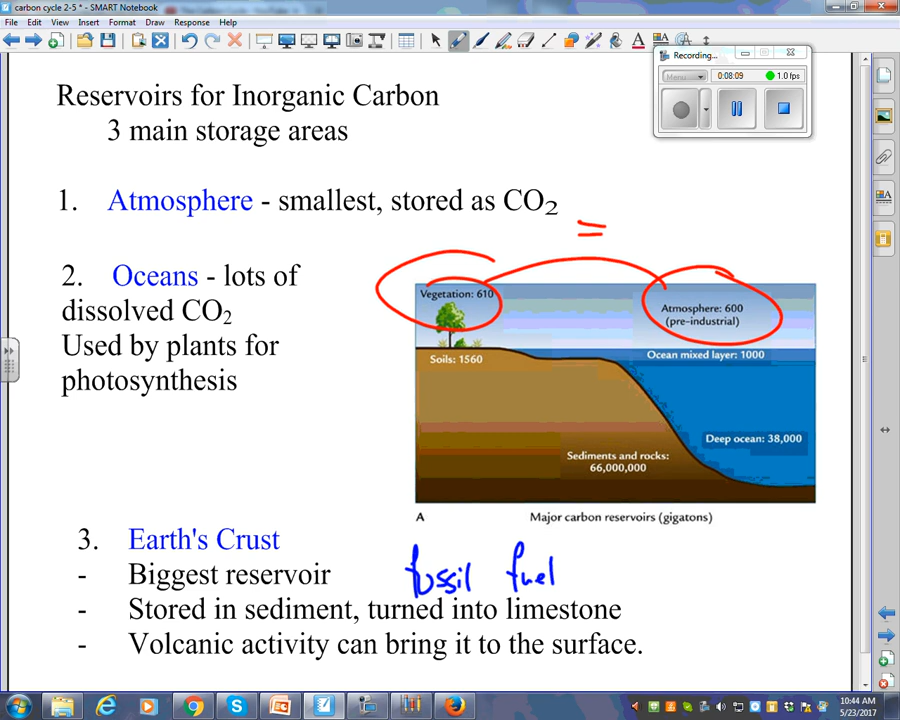 carbon cycle 2-5 * - SMART Notebook
File Edit View Insert Format Draw Response Help
Recording...
Menu
0:08:09
1.0 fps
Reservoirs for Inorganic Carbon
3 main storage areas
1. Atmosphere - smallest, stored as CO₂
2. Oceans - lots of
dissolved CO₂
Used by plants for
photosynthesis
=
Vegetation: 610
Atmosphere: 600
(pre-industrial)
Soils: 1560
Ocean mixed layer: 1000
Deep ocean: 38,000
Sediments and rocks:
66,000,000
A
Major carbon reservoirs (gigatons)
3. Earth's Crust
- Biggest reservoir
fossil fuel
- Stored in sediment, turned into limestone
- Volcanic activity can bring it to the surface.
10:44 AM
5/23/2017